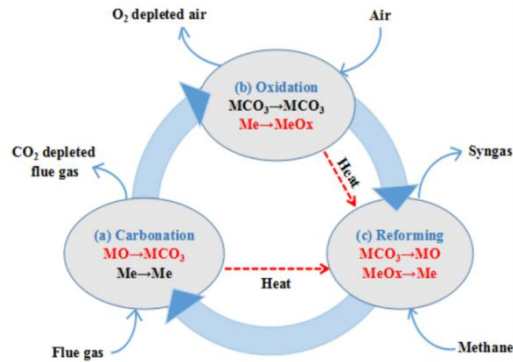 O₂ depleted air
Air
(b) Oxidation
MCO₃→MCO₃
Me→MeOx
CO₂ depleted
flue gas
Heat
Syngas
(a) Carbonation
MO→MCO₃
Me→Me
Heat
(c) Reforming
MCO₃→MO
MeOx→Me
Flue gas
Methane